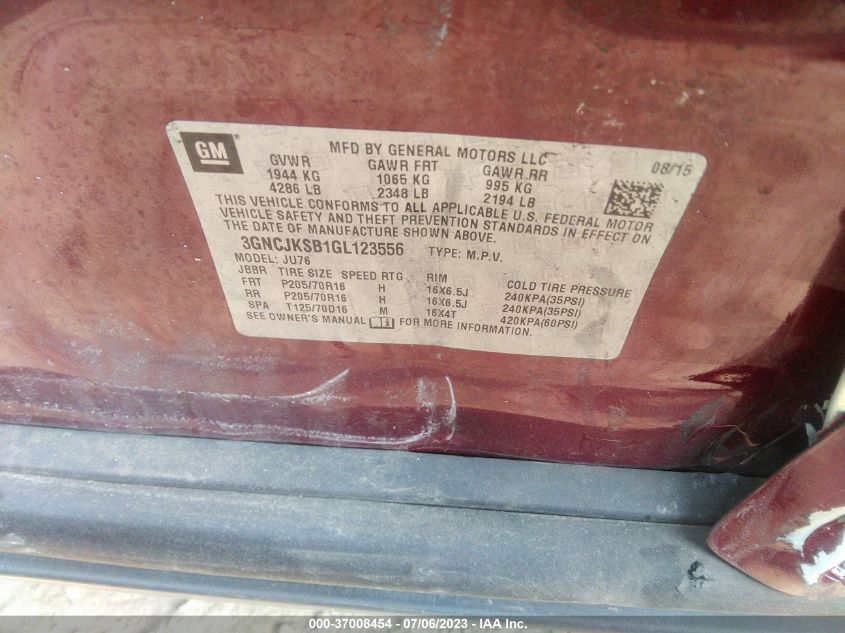 GM
MFD BY GENERAL MOTORS LLC
08/15
GVWR GAWR FRT GAWR RR
1944 KG 1065 KG 995 KG
4286 LB 2348 LB 2194 LB
THIS VEHICLE CONFORMS TO ALL APPLICABLE U.S. FEDERAL MOTOR
VEHICLE SAFETY AND THEFT PREVENTION STANDARDS IN EFFECT ON
THE DATE OF MANUFACTURE SHOWN ABOVE.
3GNCJKSB1GL123556 TYPE: M.P.V.
MODEL: JU76
JBBR TIRE SIZE SPEED RTG RIM COLD TIRE PRESSURE
FRT P205/70R16 H 16X6.5J 240KPA(35PSI)
RR P205/70R16 H 16X6.5J 240KPA(35PSI)
SPA T125/70D16 M 16X4T 420KPA(60PSI)
SEE OWNER'S MANUAL FOR MORE INFORMATION.
000-37008454 - 07/06/2023 - IAA Inc.